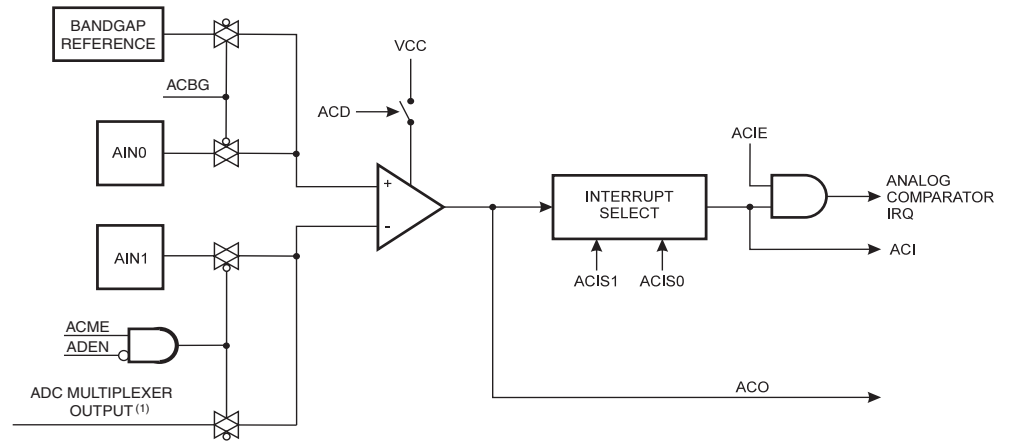 BANDGAP
REFERENCE
VCC
ACBG
ACD
AIN0
ACIE
+
INTERRUPT
SELECT
ANALOG
COMPARATOR
IRQ
-
AIN1
ACI
ACIS1 ACIS0
ACME
ADEN
ADC MULTIPLEXER
OUTPUT (1)
ACO